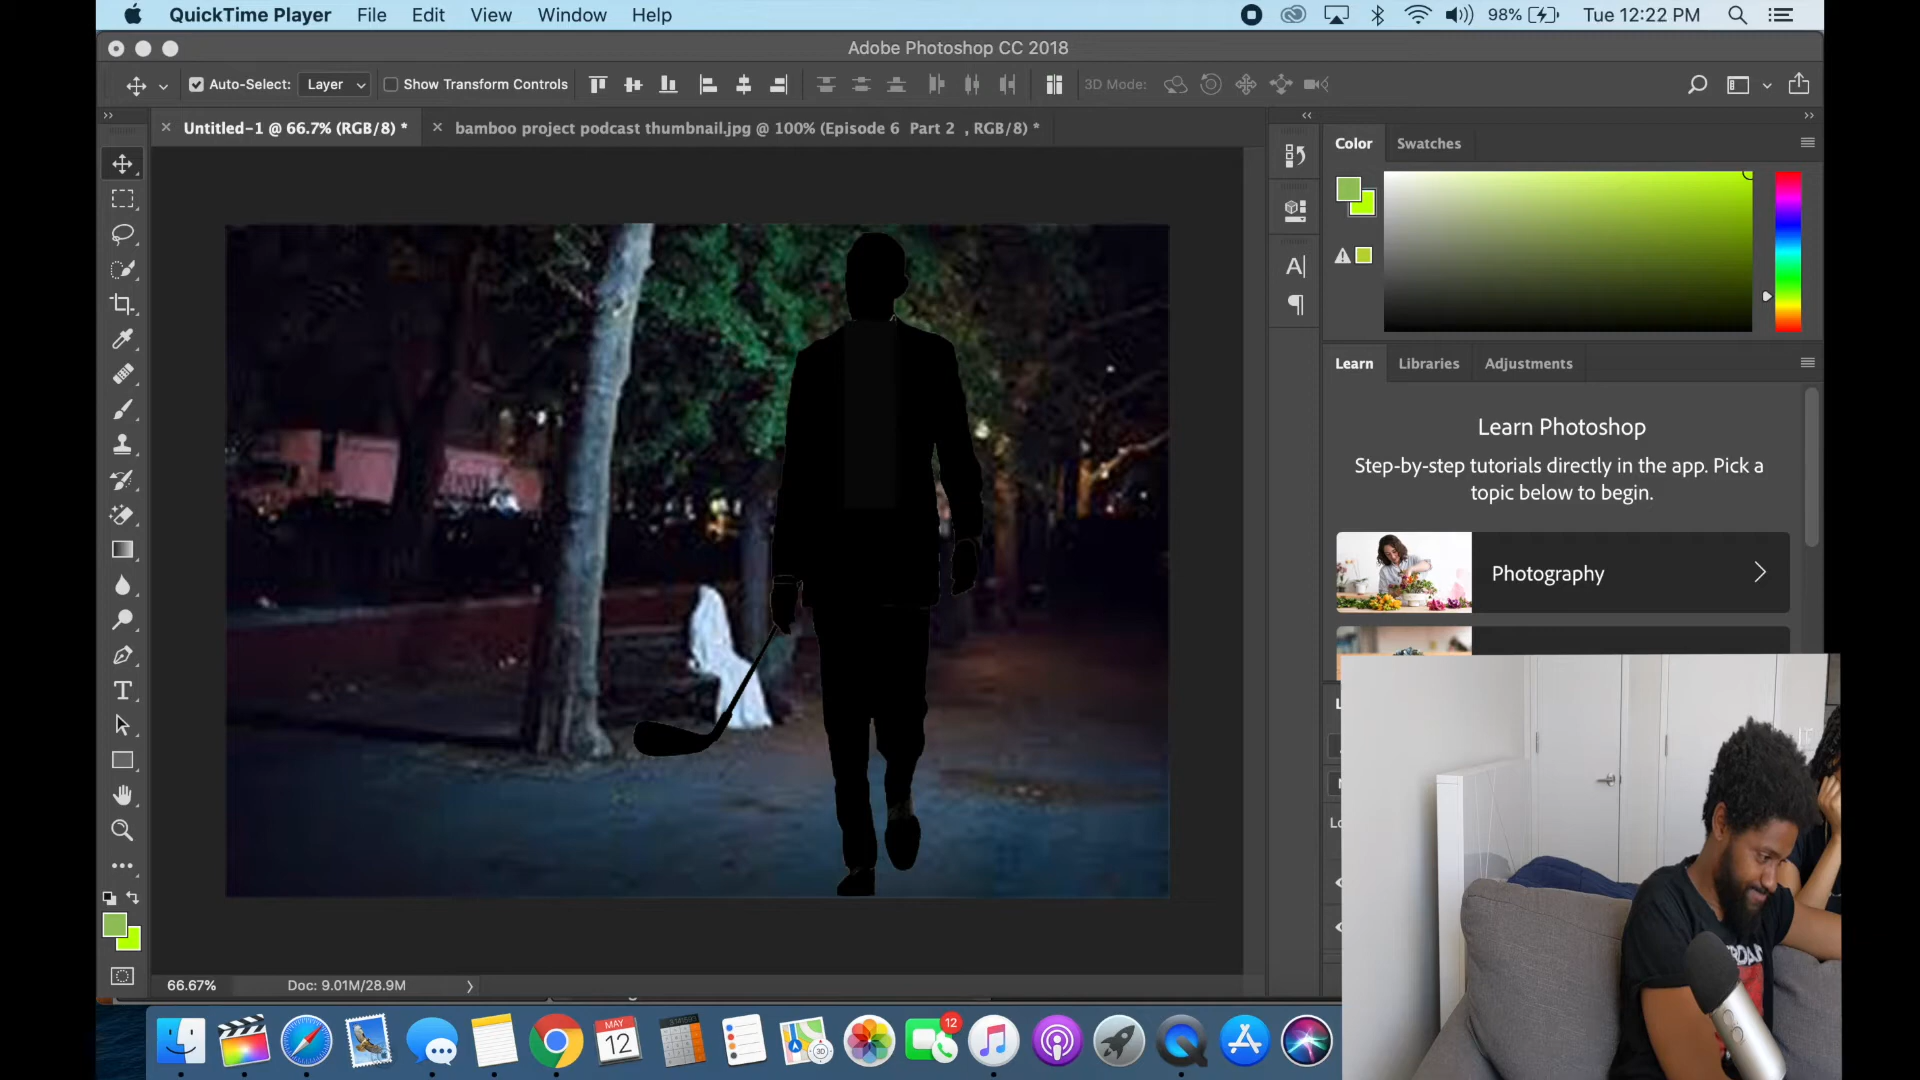 QuickTime Player File Edit View Window Help 98% Tue 12:22 PM
Adobe Photoshop CC 2018
Auto-Select: Layer Show Transform Controls 3D Mode:
Untitled-1 @ 66.7% (RGB/8) * bamboo project podcast thumbnail.jpg @ 100% (Episode 6 Part 2 , RGB/8) *
Color Swatches
Learn Libraries Adjustments
Learn Photoshop
Step-by-step tutorials directly in the app. Pick a
topic below to begin.
Photography
66.67% Doc: 9.01M/28.9M
MAY
12
12
3D